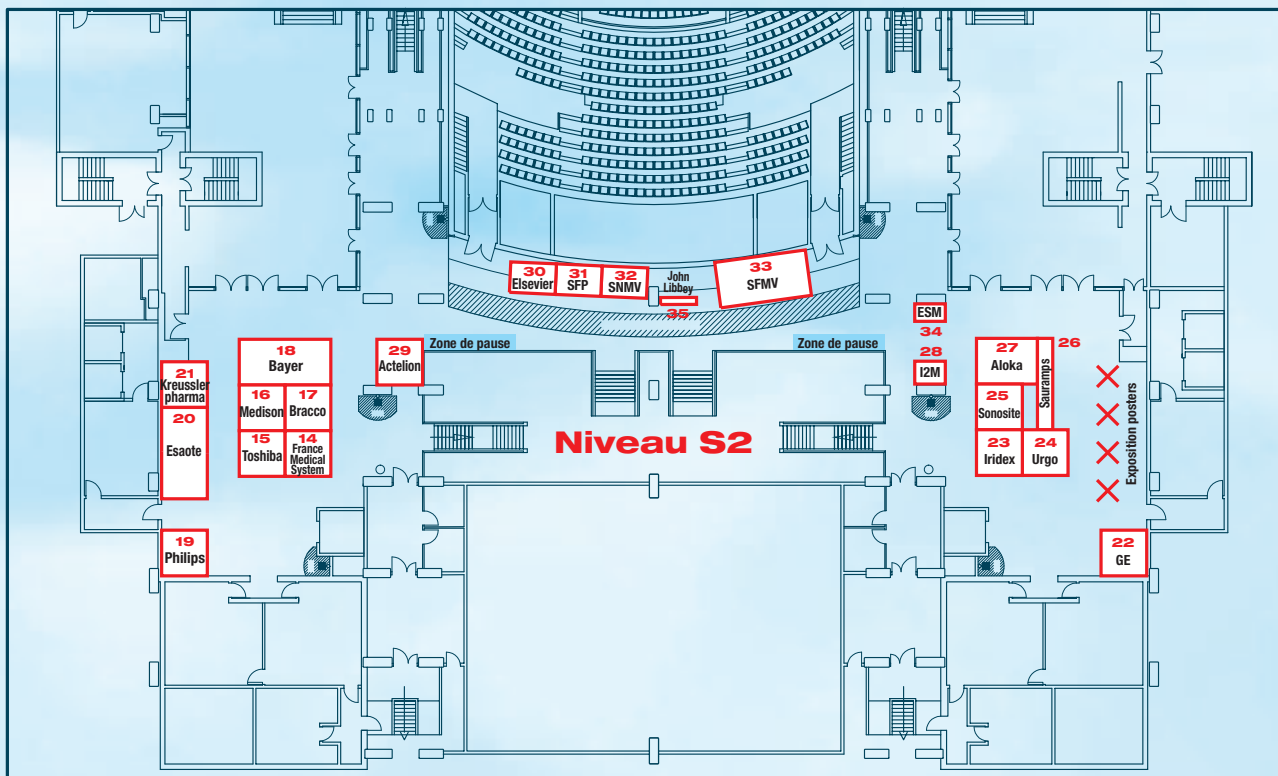 30
Elsevier
31
SFP
32
SNMV
John
Libbey
35
33
SFMV
ESM
34
28
I2M
Zone de pause
Zone de pause
29
Actelion
18
Bayer
16
Medison
17
Bracco
15
Toshiba
14
France
Medical
System
21
Kreussler
pharma
20
Esaote
19
Philips
Niveau S2
27
Aloka
26
Sauramps
25
Sonosite
23
Iridex
24
Urgo
Exposition posters
22
GE